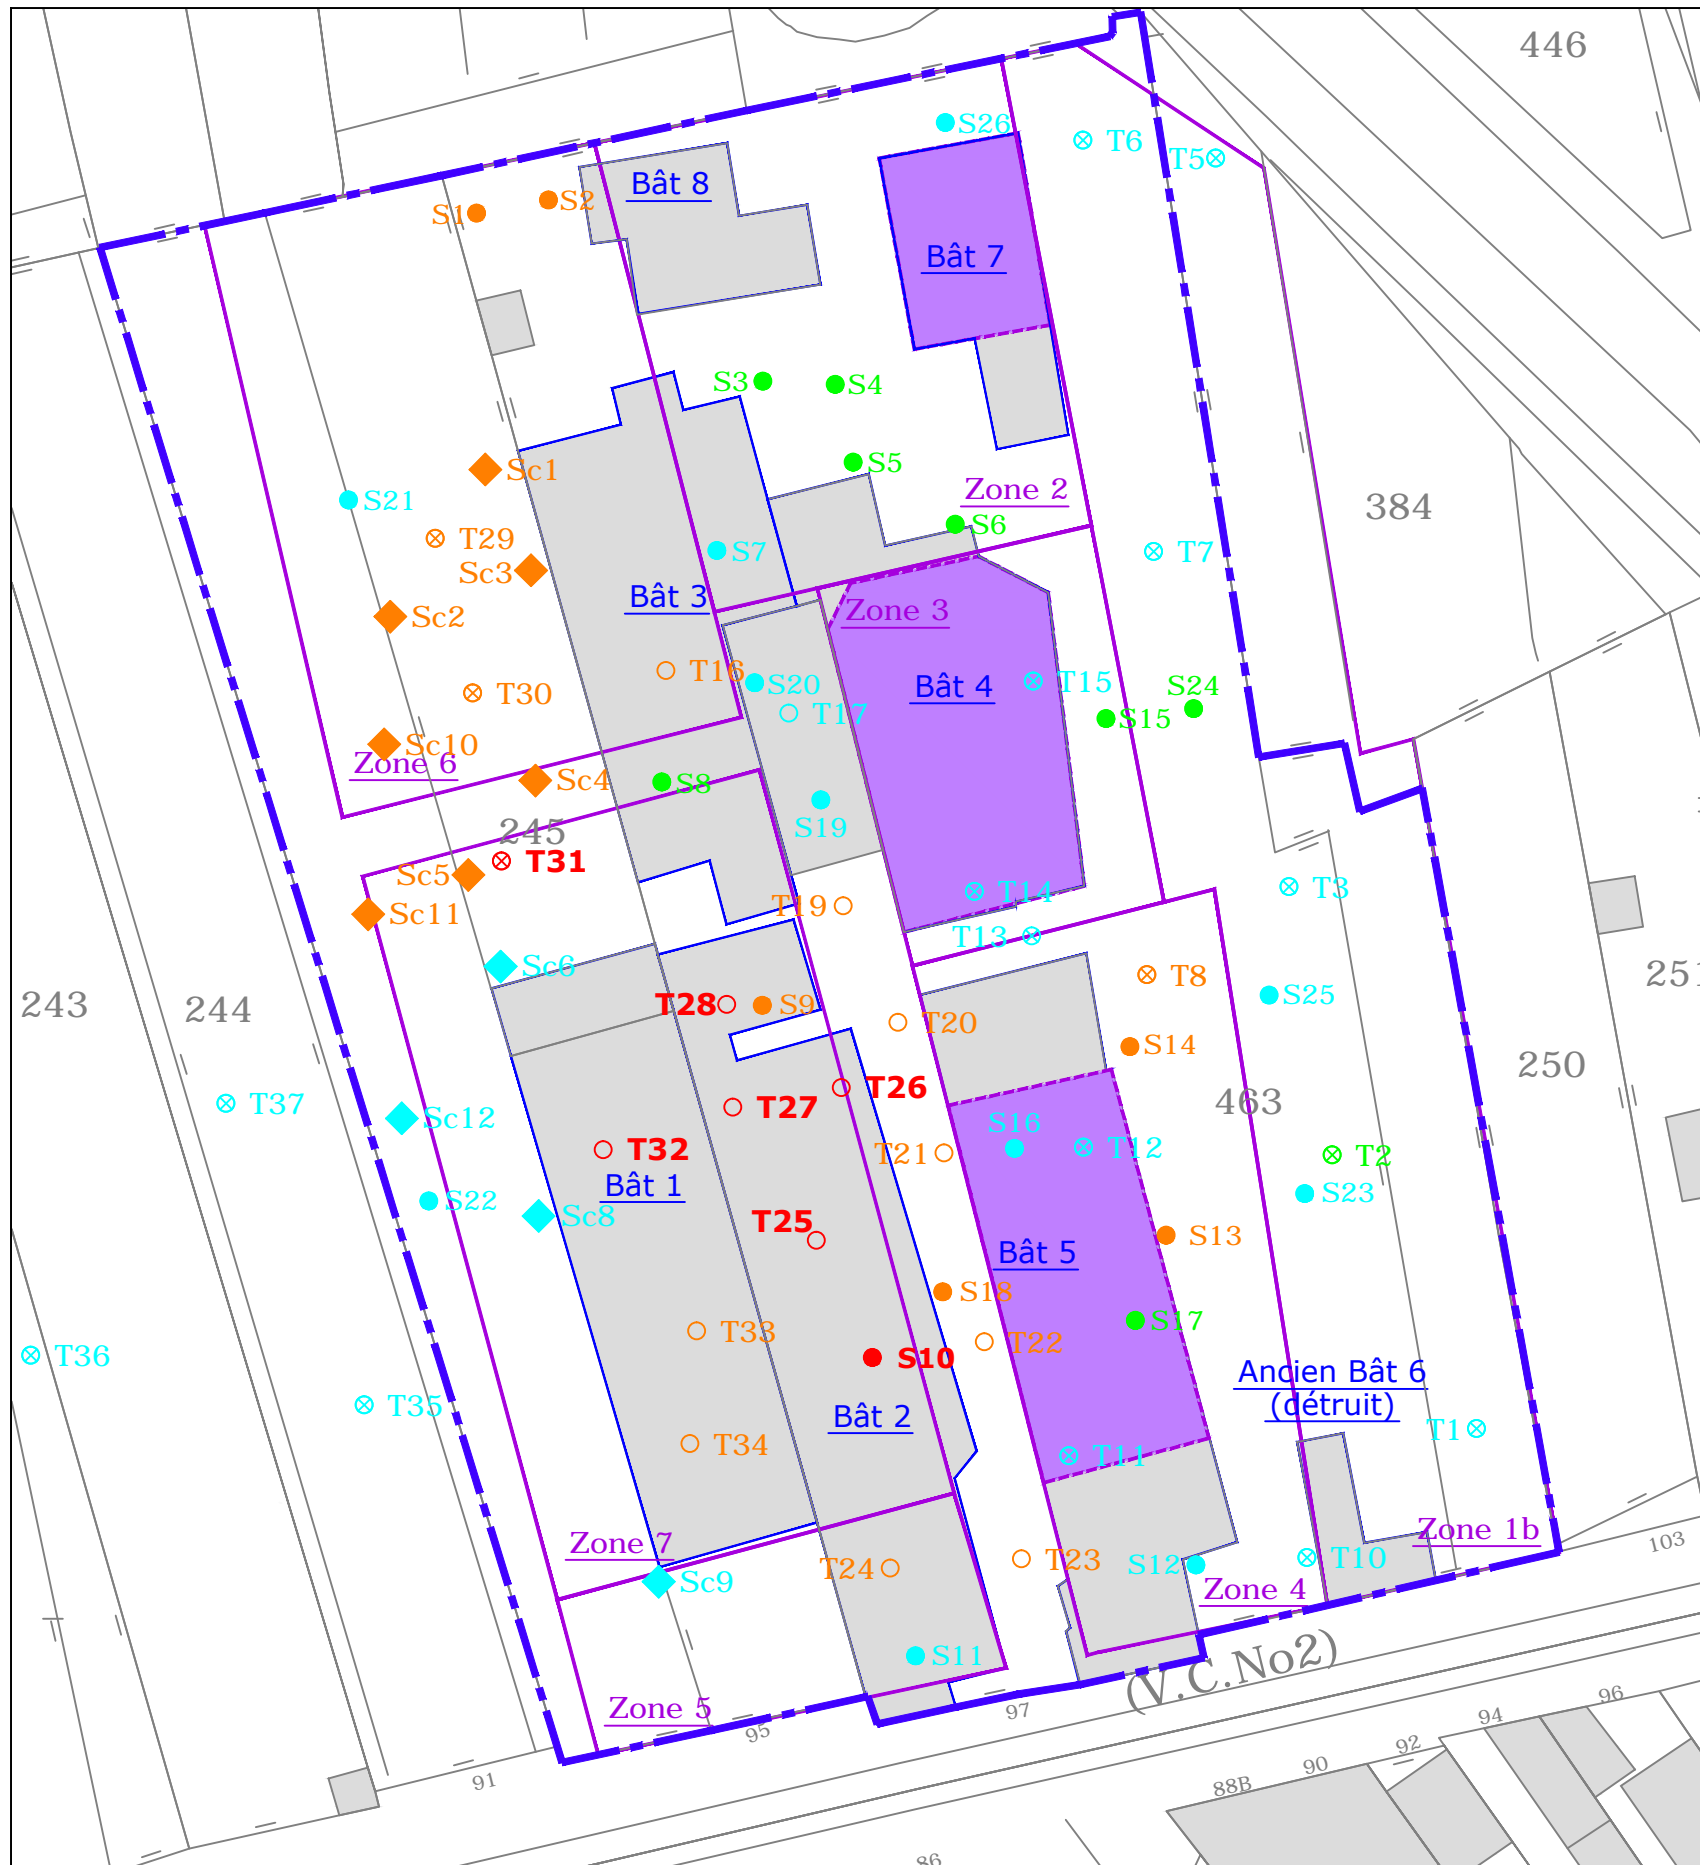 446
S26
T6
T5
Bât 8
S1
S2
Bât 7
S3
S4
Sc1
S5
S21
Zone 2
384
T29
S6
Sc3
S7
T7
Bât 3
Zone 3
Sc2
T16
S20
T15
Bât 4
S24
T30
T17
S15
Sc10
Zone 6
Sc4
S8
245
S19
T31
Sc5
T14
T3
T19
Sc11
T13
Sc6
T8
251
S25
243
244
T28
S9
T20
S14
250
T26
463
T37
T27
Sc12
S16
T12
T32
T21
T2
Bât 1
S22
S23
Sc8
T25
S13
Bât 5
S18
S17
T33
T22
T36
S10
Ancien Bât 6
(détruit)
T35
Bât 2
T1
T34
T11
Zone 7
Zone 1b
103
T24
T23
S12
T10
Sc9
Zone 4
S11
(V.C.No2)
Zone 5
95
97
96
94
92
91
90
88B
86